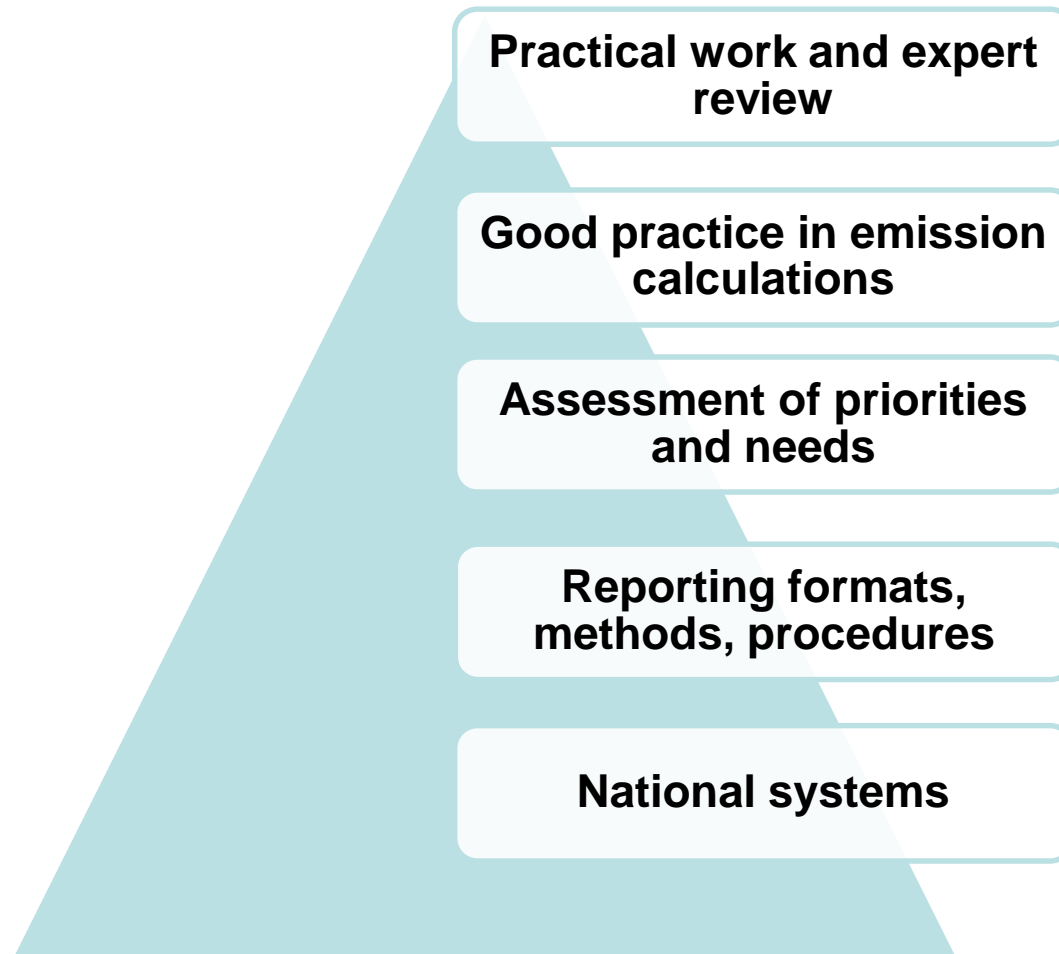 Practical work and expert
review
Good practice in emission
calculations
Assessment of priorities
and needs
Reporting formats,
methods, procedures
National systems